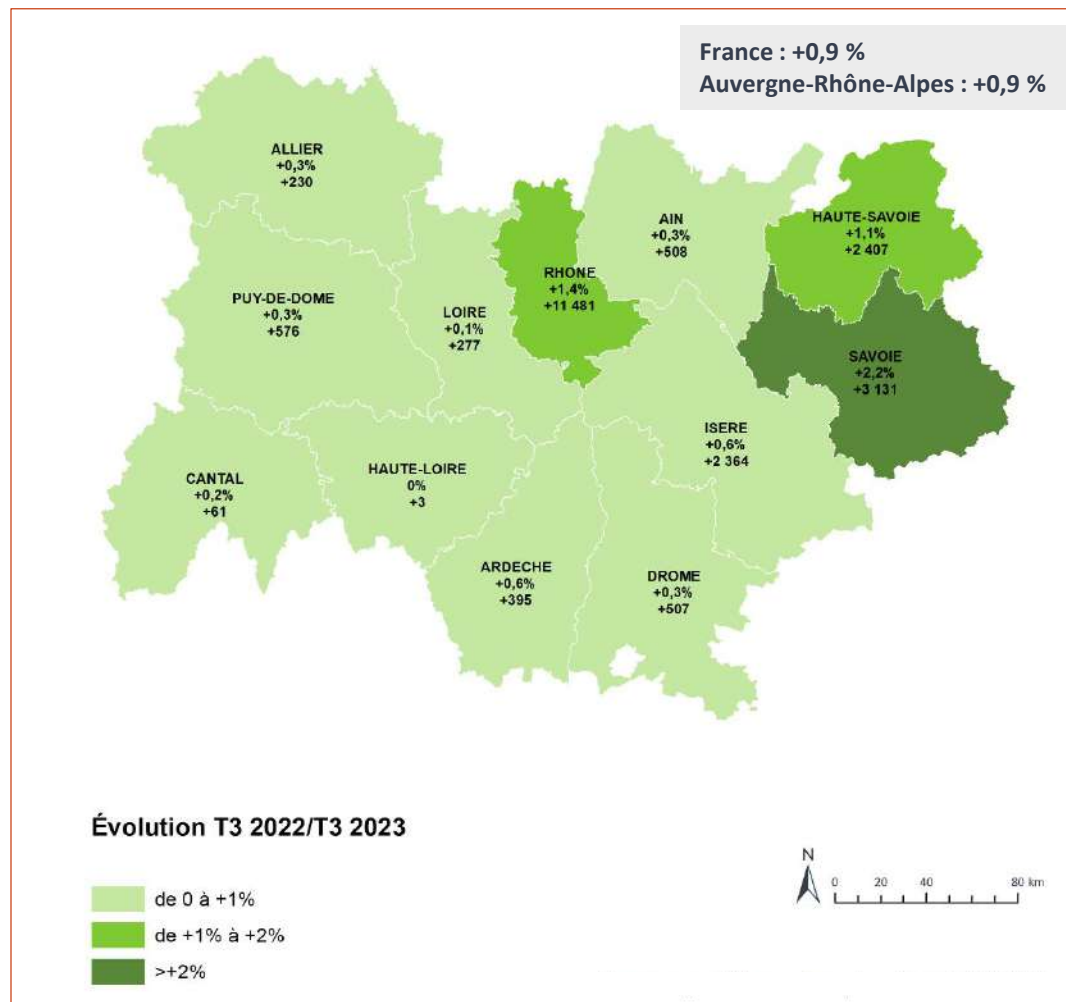 France : +0,9 %
Auvergne-Rhône-Alpes : +0,9 %
ALLIER
+0,3%
+230
AIN
+0,3%
+508
HAUTE-SAVOIE
+1,1%
+2 407
RHONE
+1,4%
+11 481
PUY-DE-DOME
+0,3%
+576
LOIRE
+0,1%
+277
SAVOIE
+2,2%
+3 131
ISERE
+0,6%
+2 364
CANTAL
+0,2%
+61
HAUTE-LOIRE
0%
+3
ARDECHE
+0,6%
+395
DROME
+0,3%
+507
Évolution T3 2022/T3 2023
de 0 à +1%
de +1% à +2%
>+2%
N
0 20 40 80 km